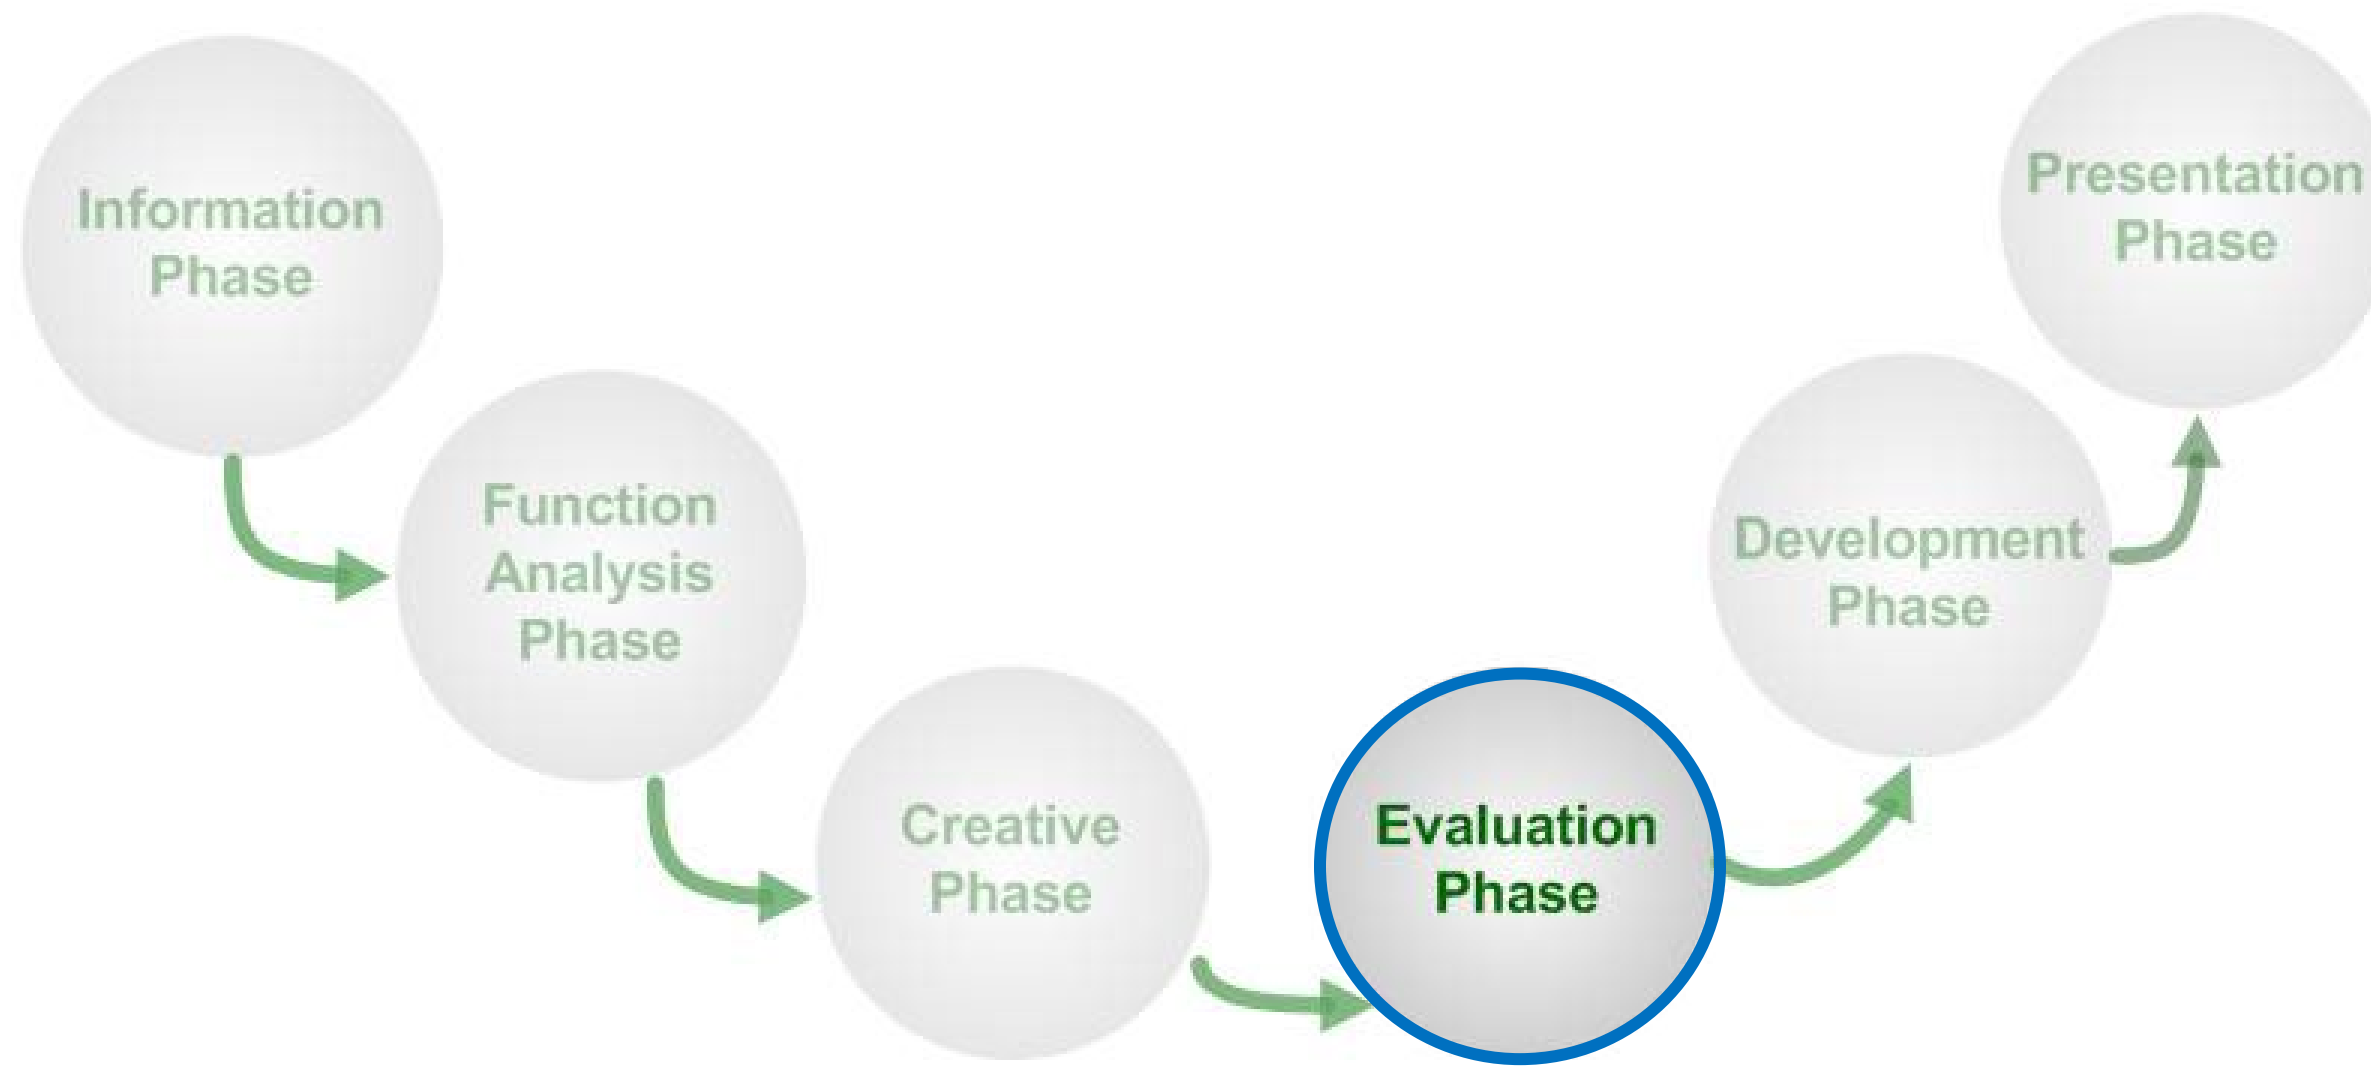 Information
Phase
Function
Analysis
Phase
Creative
Phase
Evaluation
Phase
Development
Phase
Presentation
Phase